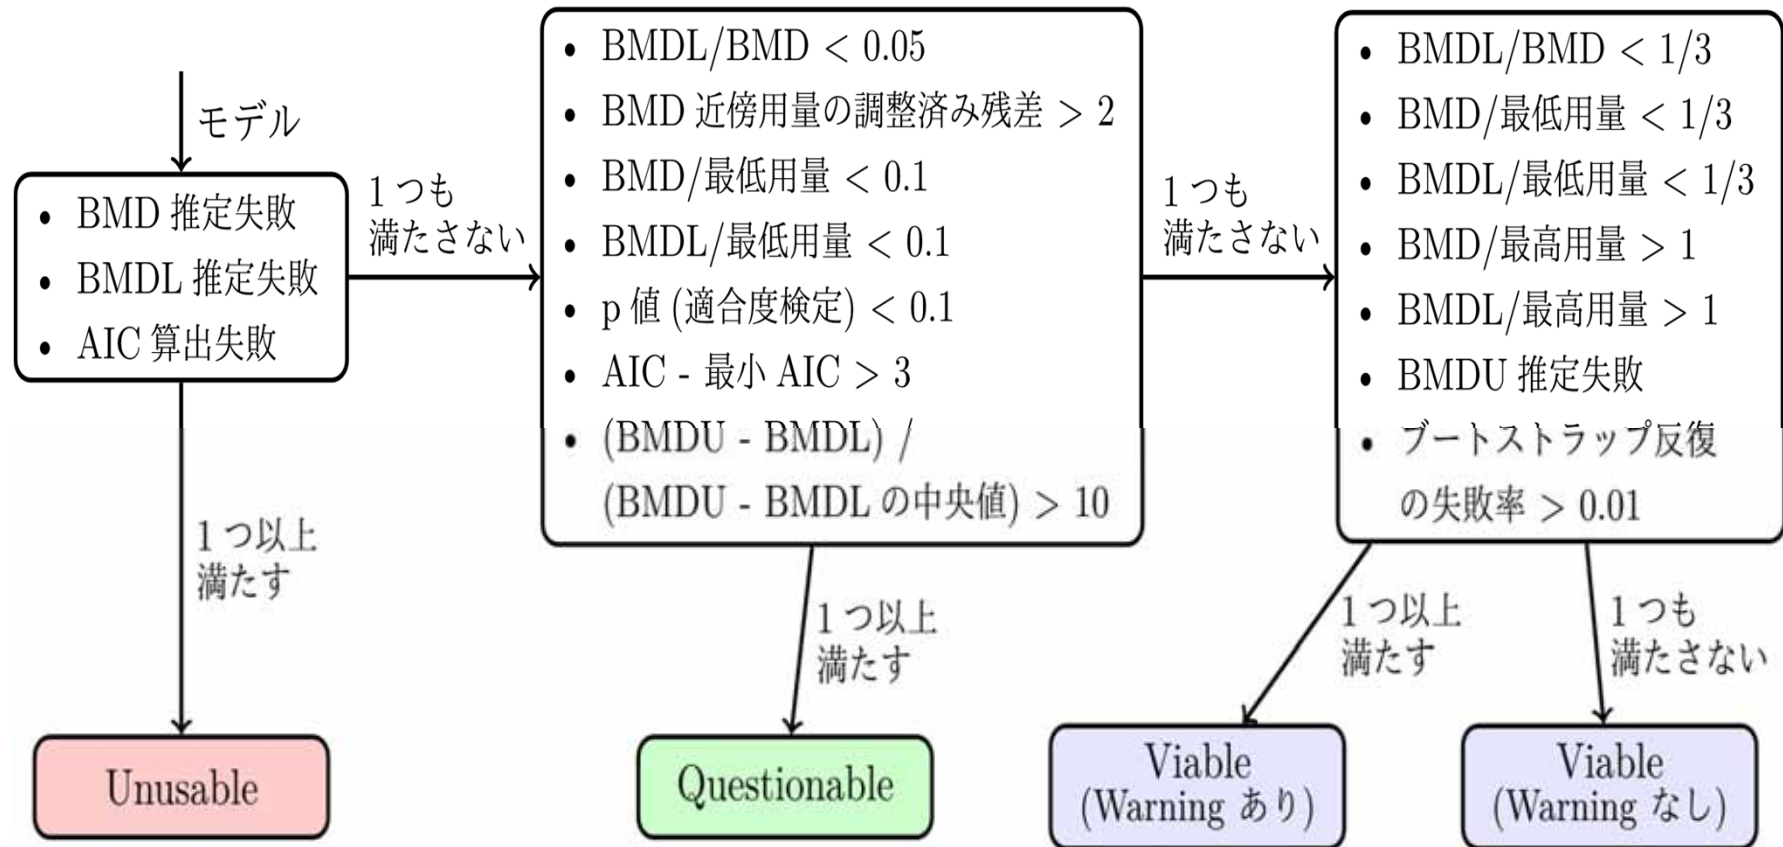 モデル
• BMD 推定失敗
• BMDL 推定失敗
• AIC 算出失敗
1 つも
満たさない
• BMDL/BMD < 0.05
• BMD 近傍用量の調整済み残差 > 2
• BMD/最低用量 < 0.1
• BMDL/最低用量 < 0.1
• p 値 (適合度検定) < 0.1
• AIC - 最小 AIC > 3
• (BMDU - BMDL) /
(BMDU - BMDL の中央値) > 10
1 つも
満たさない
• BMDL/BMD < 1/3
• BMD/最低用量 < 1/3
• BMDL/最低用量 < 1/3
• BMD/最高用量 > 1
• BMDL/最高用量 > 1
• BMDU 推定失敗
• ブートストラップ反復
の失敗率 > 0.01
1 つ以上
満たす
1 つ以上
満たす
1 つ以上
満たす
1 つも
満たさない
Unusable
Questionable
Viable
(Warning あり)
Viable
(Warning なし)